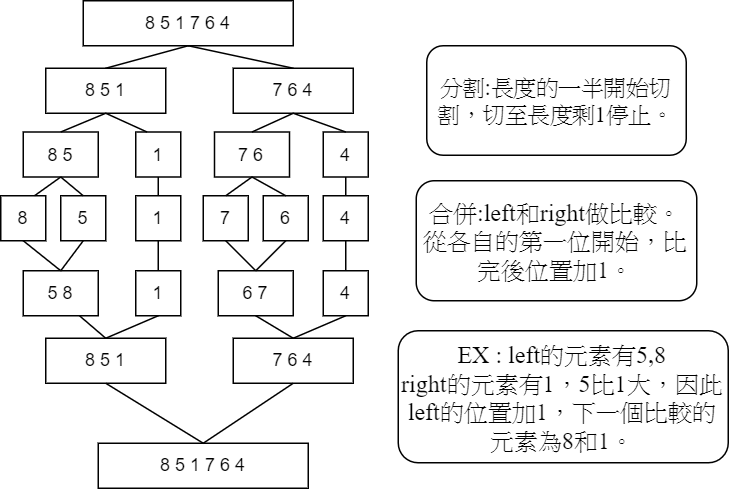 8 5 1 7 6 4
8 5 1
7 6 4
8 5
1
7 6
4
8
5
1
7
6
4
5 8
1
6 7
4
8 5 1
7 6 4
8 5 1 7 6 4
分割:長度的一半開始切
割，切至長度剩1停止。
合併:left和right做比較。
從各自的第一位開始，比
完後位置加1。
EX : left的元素有5,8
right的元素有1，5比1大，因此
left的位置加1，下一個比較的
元素為8和1。